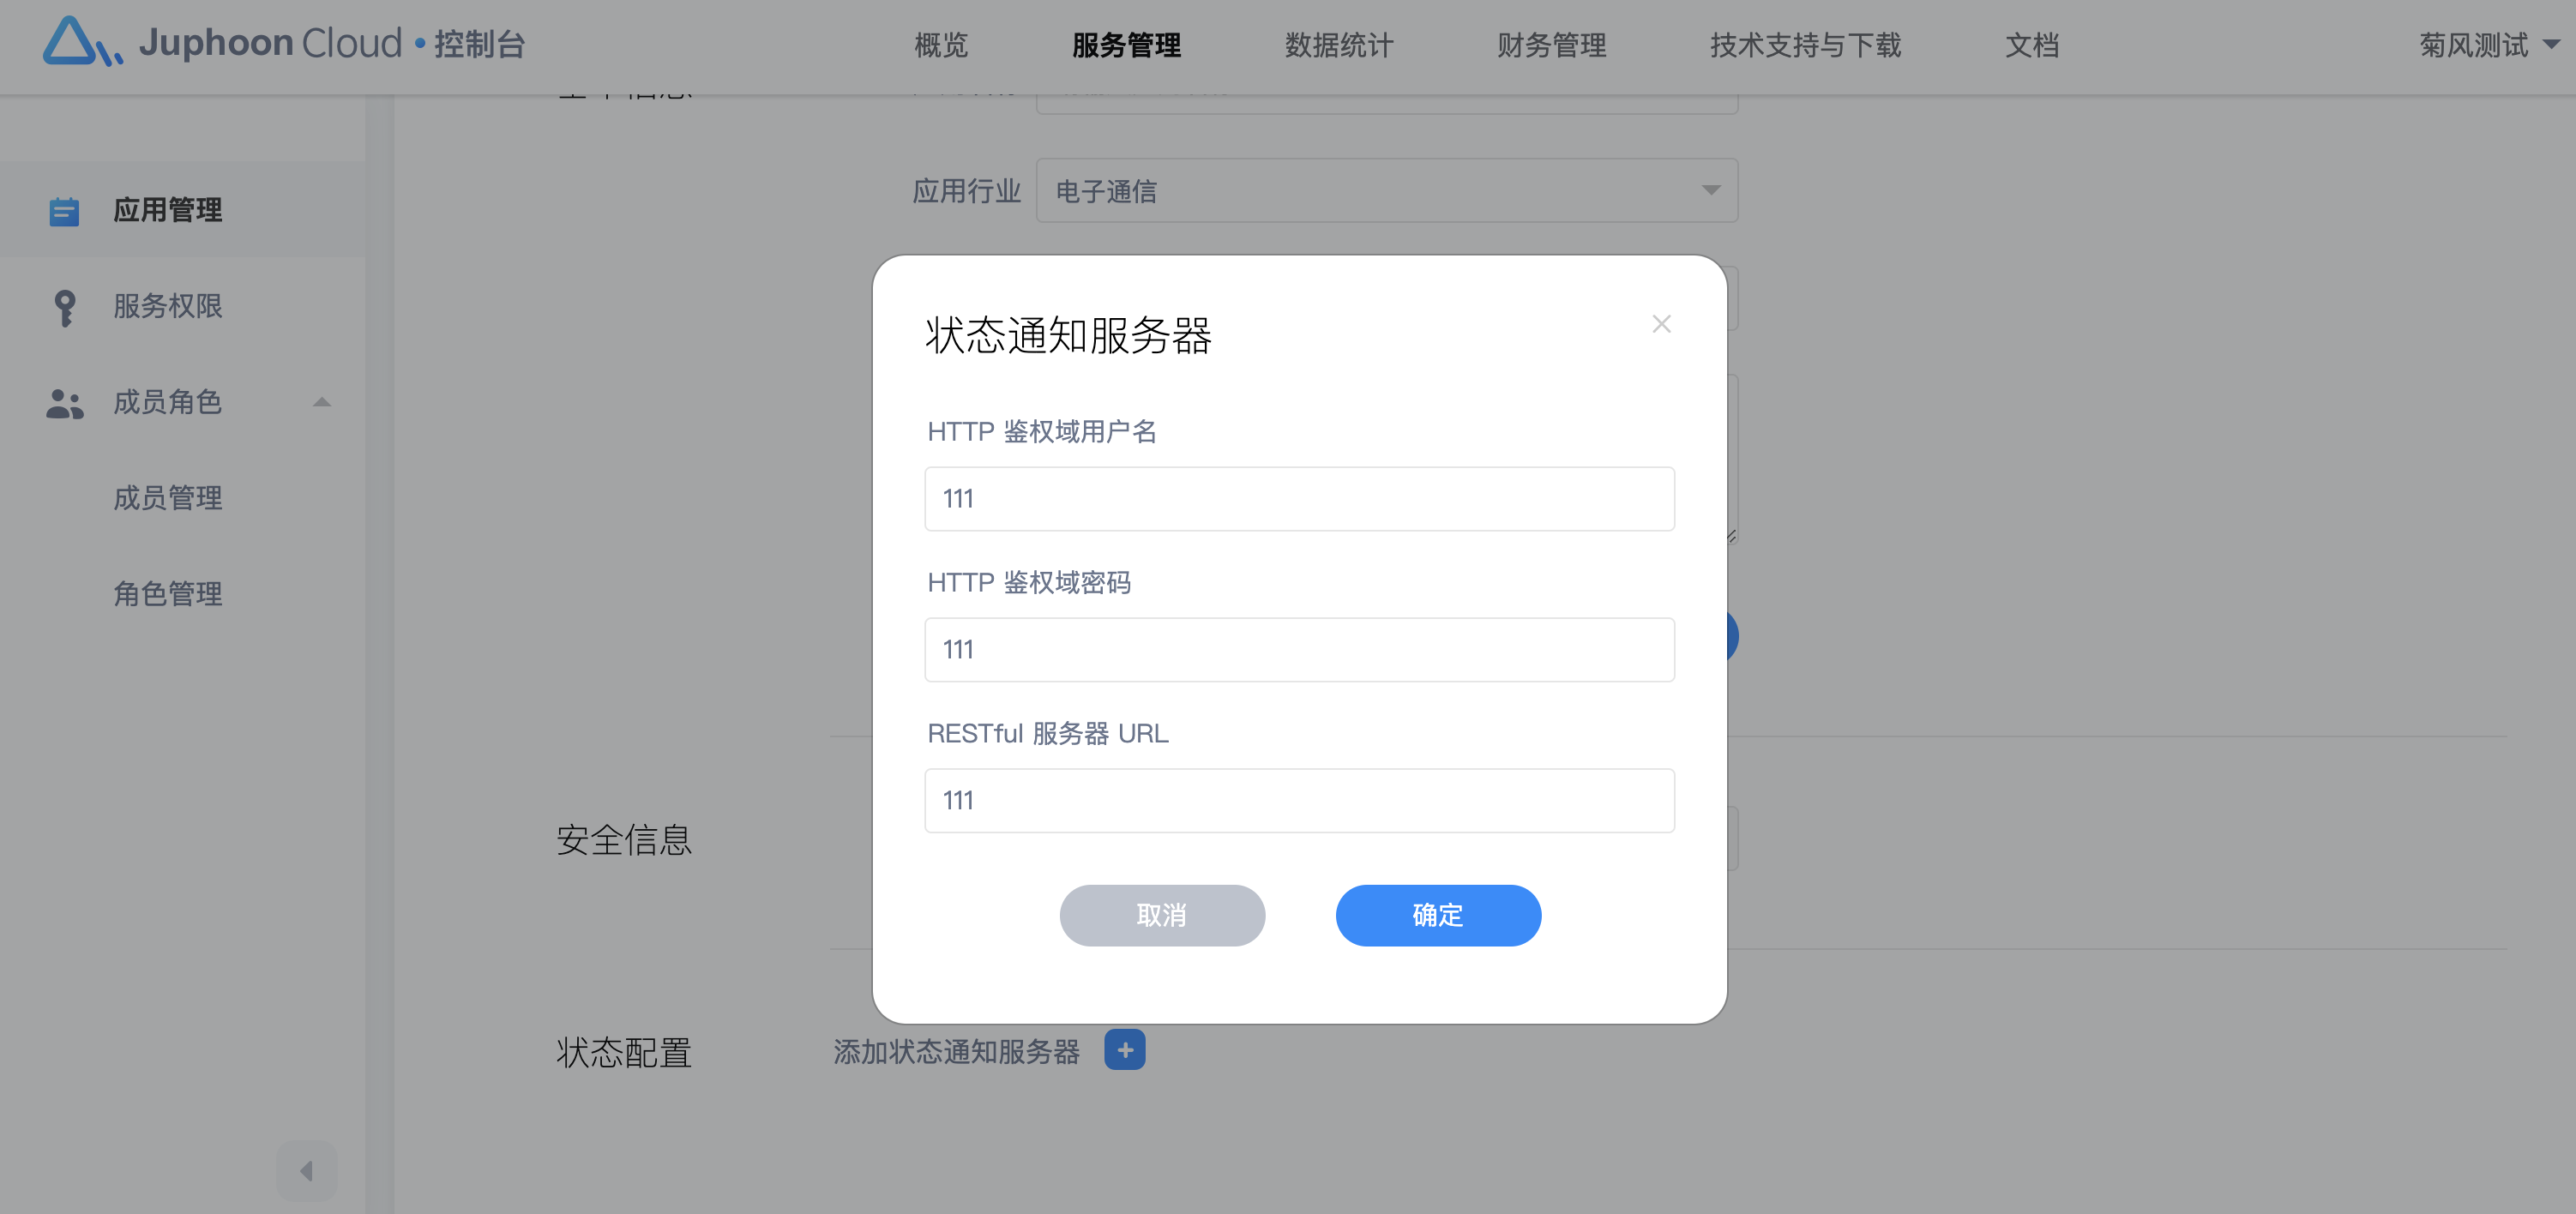 Juphoon Cloud • 控制台
概览 服务管理 数据统计 财务管理 技术支持与下载 文档 菊风测试
应用管理
服务权限
成员角色
成员管理
角色管理
应用行业 电子通信
状态通知服务器
HTTP 鉴权域用户名
111
HTTP 鉴权域密码
111
RESTful 服务器 URL
111
取消 确定
安全信息
状态配置 添加状态通知服务器